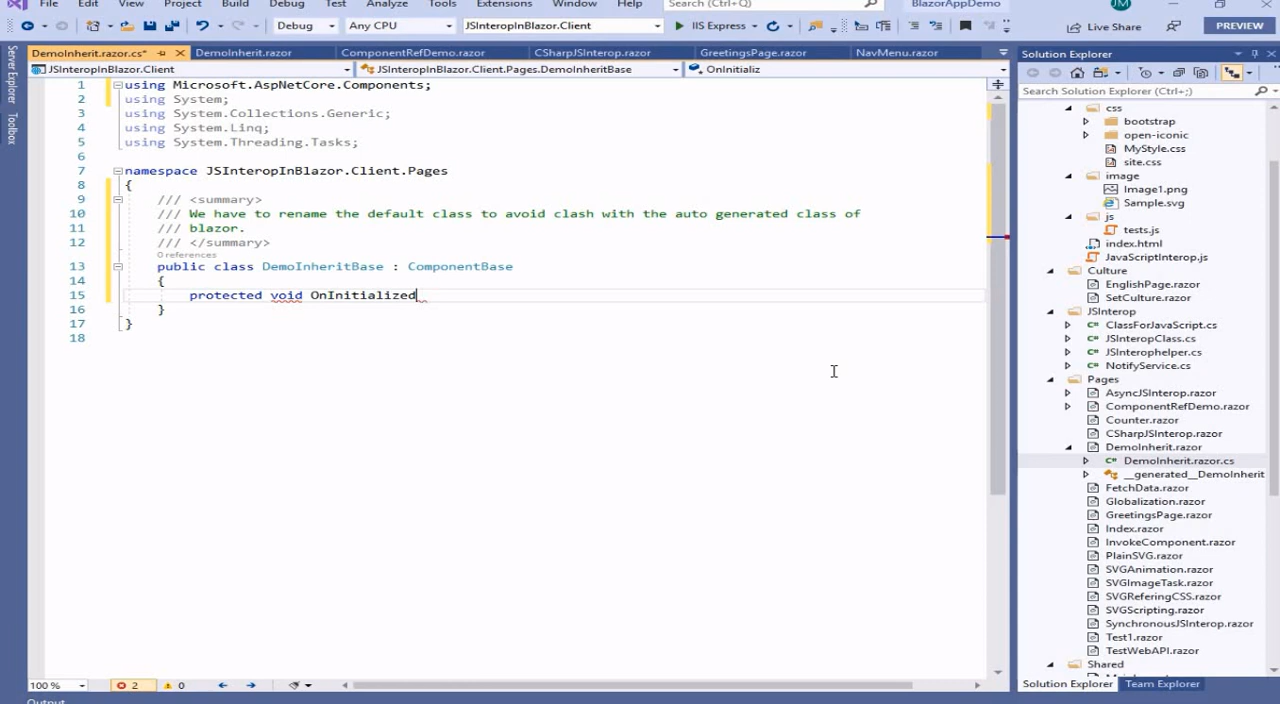 File Edit View Project Build Debug Test Analyze Tools Extensions Window Help Search (Ctrl+Q) BlazorAppDemo JM
Debug Any CPU JSInteropInBlazor.Client IIS Express Live Share PREVIEW
Server Explorer
Toolbox
DemoInherit.razor.cs* DemoInherit.razor ComponentRefDemo.razor CSharpJSInterop.razor GreetingsPage.razor NavMenu.razor
JSInteropInBlazor.Client JSInteropInBlazor.Client.Pages.DemoInheritBase OnInitializ
1 using Microsoft.AspNetCore.Components;
2 using System;
3 using System.Collections.Generic;
4 using System.Linq;
5 using System.Threading.Tasks;
6
7 namespace JSInteropInBlazor.Client.Pages
8 {
9 /// <summary>
10 /// We have to rename the default class to avoid clash with the auto generated class of
11 /// blazor.
12 /// </summary>
0 references
13 public class DemoInheritBase : ComponentBase
14 {
15 protected void OnInitialized
16 }
17 }
18
100 % 2 0
Output
Solution Explorer
Search Solution Explorer (Ctrl+;)
css
bootstrap
open-iconic
MyStyle.css
site.css
image
Image1.png
Sample.svg
js
tests.js
index.html
JavaScriptInterop.js
Culture
EnglishPage.razor
SetCulture.razor
JSInterop
ClassForJavaScript.cs
JSInteropClass.cs
JSInterophelper.cs
NotifyService.cs
Pages
AsyncJSInterop.razor
ComponentRefDemo.razor
Counter.razor
CSharpJSInterop.razor
DemoInherit.razor
DemoInherit.razor.cs
__generated__DemoInherit
FetchData.razor
Globalization.razor
GreetingsPage.razor
Index.razor
InvokeComponent.razor
PlainSVG.razor
SVGAnimation.razor
SVGImageTask.razor
SVGReferingCSS.razor
SVGScripting.razor
SynchronousJSInterop.razor
Test1.razor
TestWebAPI.razor
Shared
Solution Explorer Team Explorer